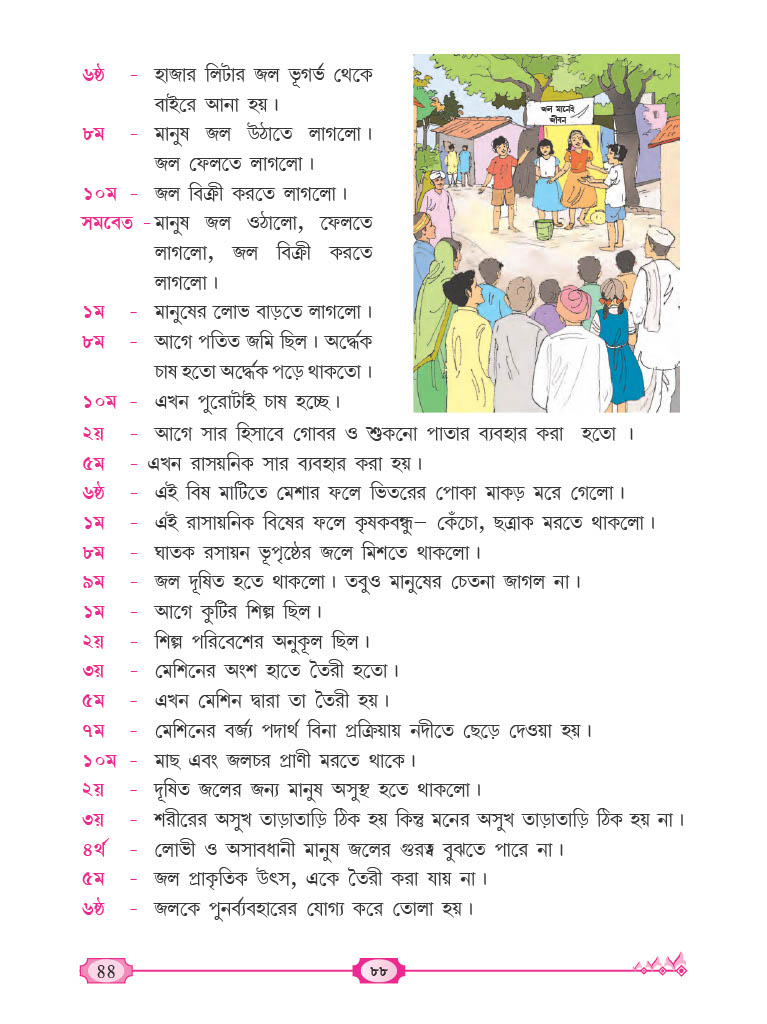 ৬ষ্ঠ - হাজার লিটার জল ভূগর্ভ থেকে
বাইরে আনা হয়।
৮ম - মানুষ জল উঠাতে লাগলো।
জল ফেলতে লাগলো।
১০ম - জল বিক্রী করতে লাগলো।
সমবেত - মানুষ জল ওঠালো, ফেলতে
লাগলো, জল বিক্রী করতে
লাগলো।
১ম - মানুষের লোভ বাড়তে লাগলো।
৮ম - আগে পতিত জমি ছিল। অর্দ্ধেক
চাষ হতো অর্দ্ধেক পড়ে থাকতো।
১০ম - এখন পুরোটাই চাষ হচ্ছে।
জল মানেই
জীবন
২য় - আগে সার হিসাবে গোবর ও শুকনো পাতার ব্যবহার করা হতো ।
৫ম - এখন রাসয়নিক সার ব্যবহার করা হয়।
৬ষ্ঠ - এই বিষ মাটিতে মেশার ফলে ভিতরের পোকা মাকড় মরে গেলো।
১ম - এই রাসায়নিক বিষের ফলে কৃষকবন্ধু– কেঁচো, ছত্রাক মরতে থাকলো।
৮ম - ঘাতক রসায়ন ভূপৃষ্ঠের জলে মিশতে থাকলো।
৯ম - জল দূষিত হতে থাকলো। তবুও মানুষের চেতনা জাগল না।
১ম - আগে কুটির শিল্প ছিল।
২য় - শিল্প পরিবেশের অনুকূল ছিল।
৩য় - মেশিনের অংশ হাতে তৈরী হতো।
৫ম - এখন মেশিন দ্বারা তা তৈরী হয়।
৭ম - মেশিনের বর্জ্য পদার্থ বিনা প্রক্রিয়ায় নদীতে ছেড়ে দেওয়া হয়।
১০ম - মাছ এবং জলচর প্রাণী মরতে থাকে।
২য় - দূষিত জলের জন্য মানুষ অসুস্থ হতে থাকলো।
৩য় - শরীরের অসুখ তাড়াতাড়ি ঠিক হয় কিন্তু মনের অসুখ তাড়াতাড়ি ঠিক হয় না।
৪র্থ - লোভী ও অসাবধানী মানুষ জলের গুরত্ব বুঝতে পারে না।
৫ম - জল প্রাকৃতিক উৎস, একে তৈরী করা যায় না।
৬ষ্ঠ - জলকে পুনর্ব্যবহারের যোগ্য করে তোলা হয়।
88 ৮৮